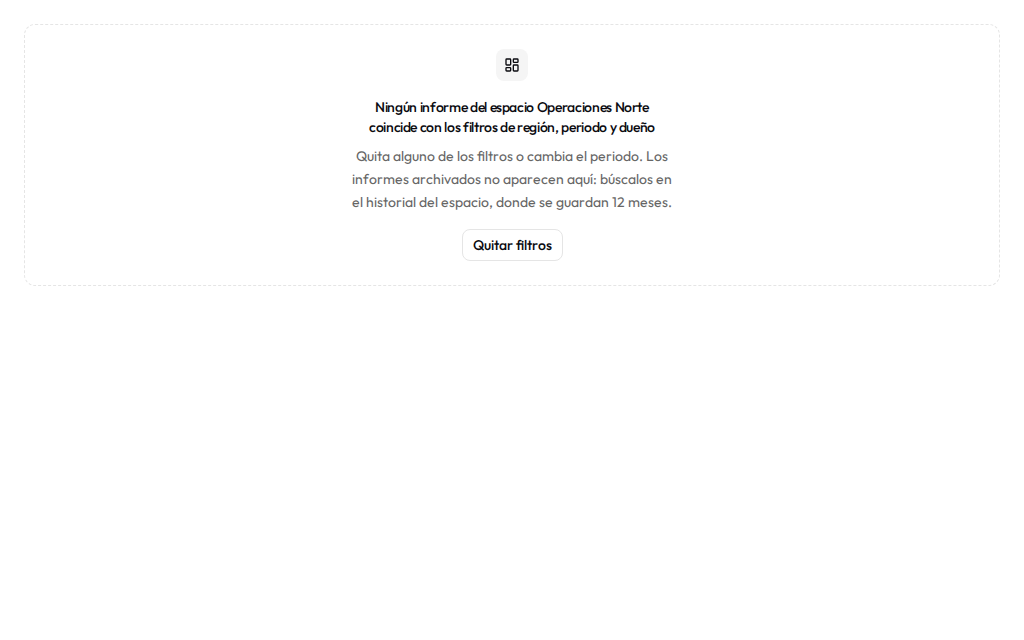 Ningún informe del espacio Operaciones Norte
coincide con los filtros de región, periodo y dueño
Quita alguno de los filtros o cambia el periodo. Los
informes archivados no aparecen aquí: búscalos en
el historial del espacio, donde se guardan 12 meses.
Quitar filtros